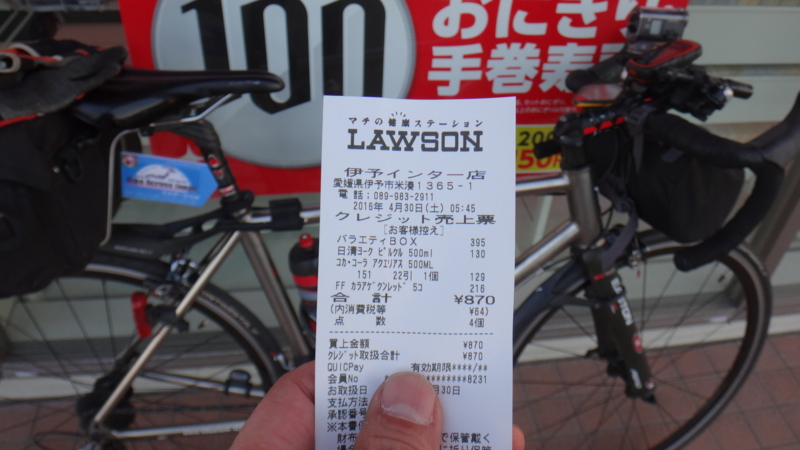 100
おにぎり
手巻寿
マチの健康ステーション
LAWSON
伊予インター店
愛媛県伊予市米湊1365-1
電話:089-983-2911
2016年 4月30日(土) 05:45
クレジット売上票
[お客様控え]
バラエティBOX 395
日清ヨーク ピルクル 500ml 130
コカ・コーラ アクエリアス 500ML
151 22引 1個 129
FF カラアゲクンレッド 5コ 216
合 計 ¥870
(内消費税等 ¥64)
点 数 4個
買上金額 ¥870
クレジット取扱合計 ¥870
QUICPay 有効期限****/**
会員No *********8231
お取扱日 月30日
支払方法
承認番号
※本書
財布 で保管戴く
200
50円